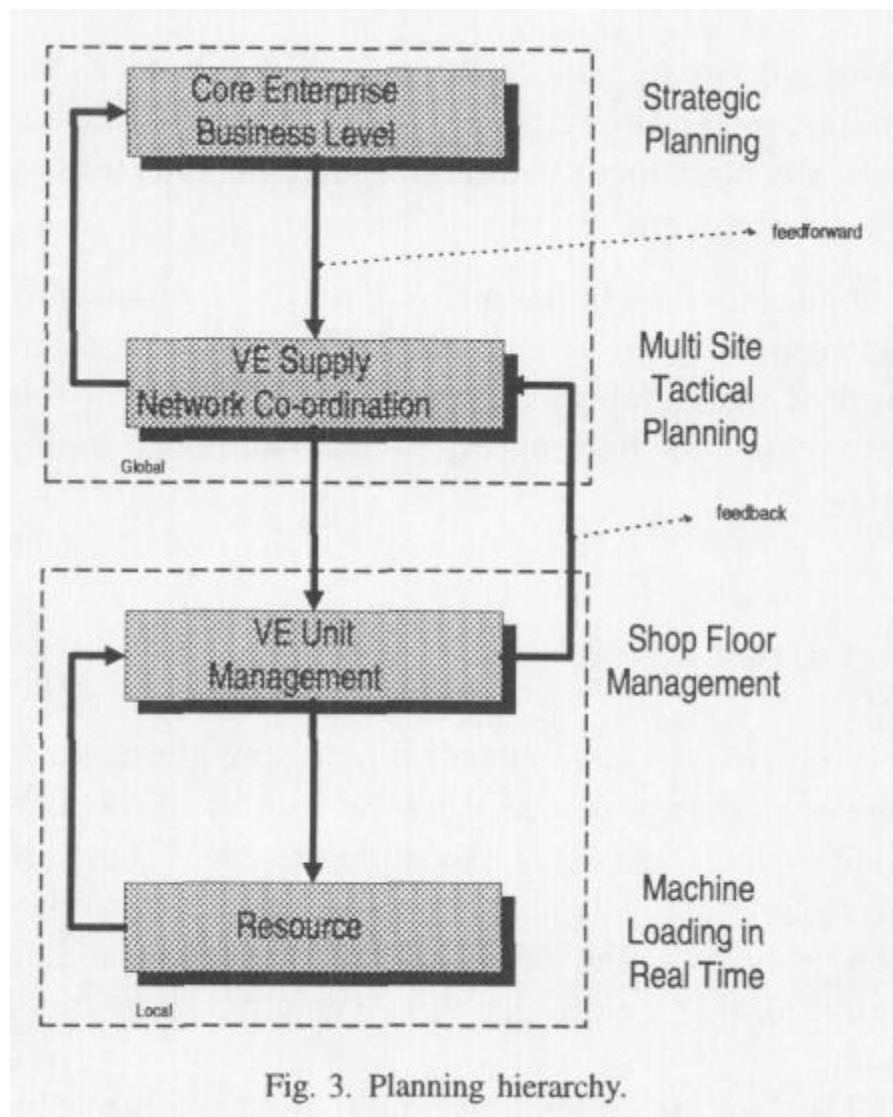 Core Enterprise
Business Level
Strategic
Planning
feedforward
VE Supply
Network Co-ordination
Multi Site
Tactical
Planning
Global
feedback
VE Unit
Management
Shop Floor
Management
Resource
Machine
Loading in
Real Time
Local
Fig. 3. Planning hierarchy.